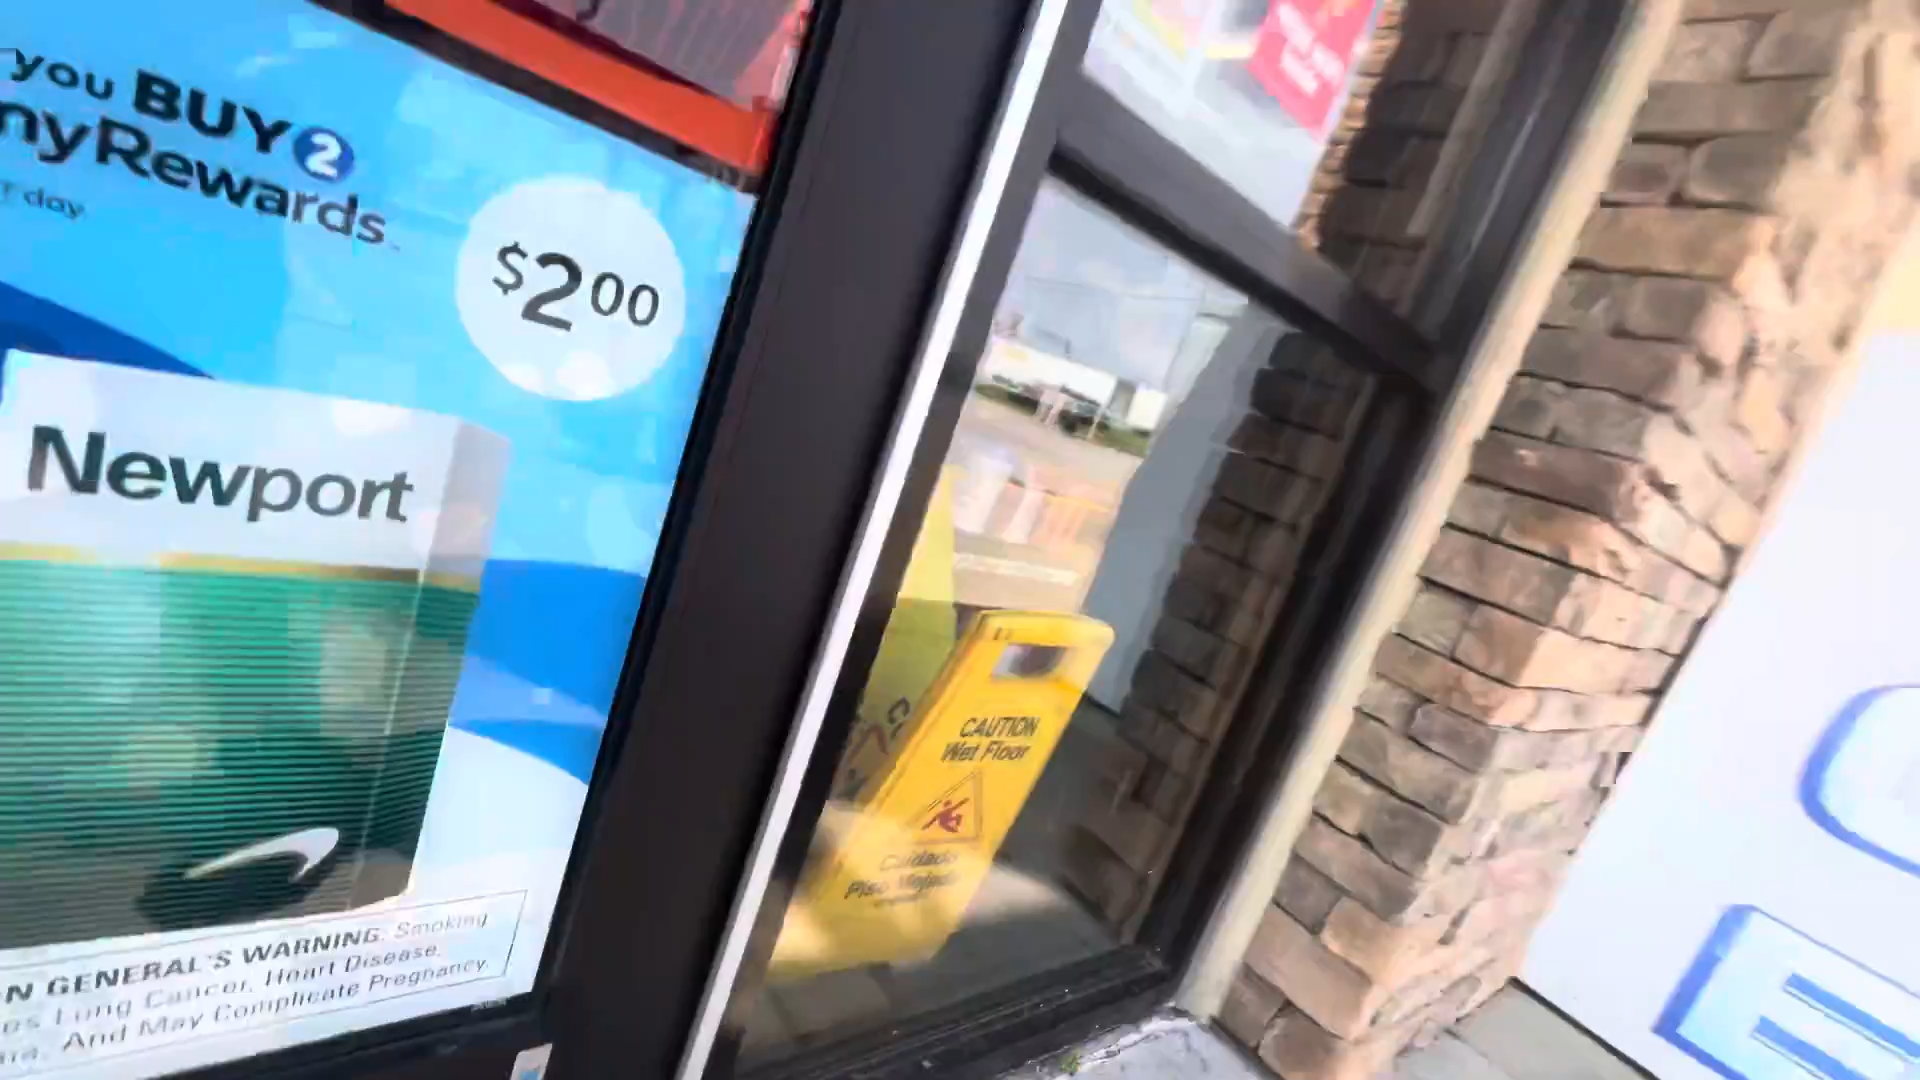 you BUY 2
myRewards
day.
$2.00
Newport
GENERAL'S WARNING: Smoking
Lung Cancer, Heart Disease,
And May Complicate Pregnancy.
CAUTION
Wet Floor
Cuidado
Piso Mojado
E